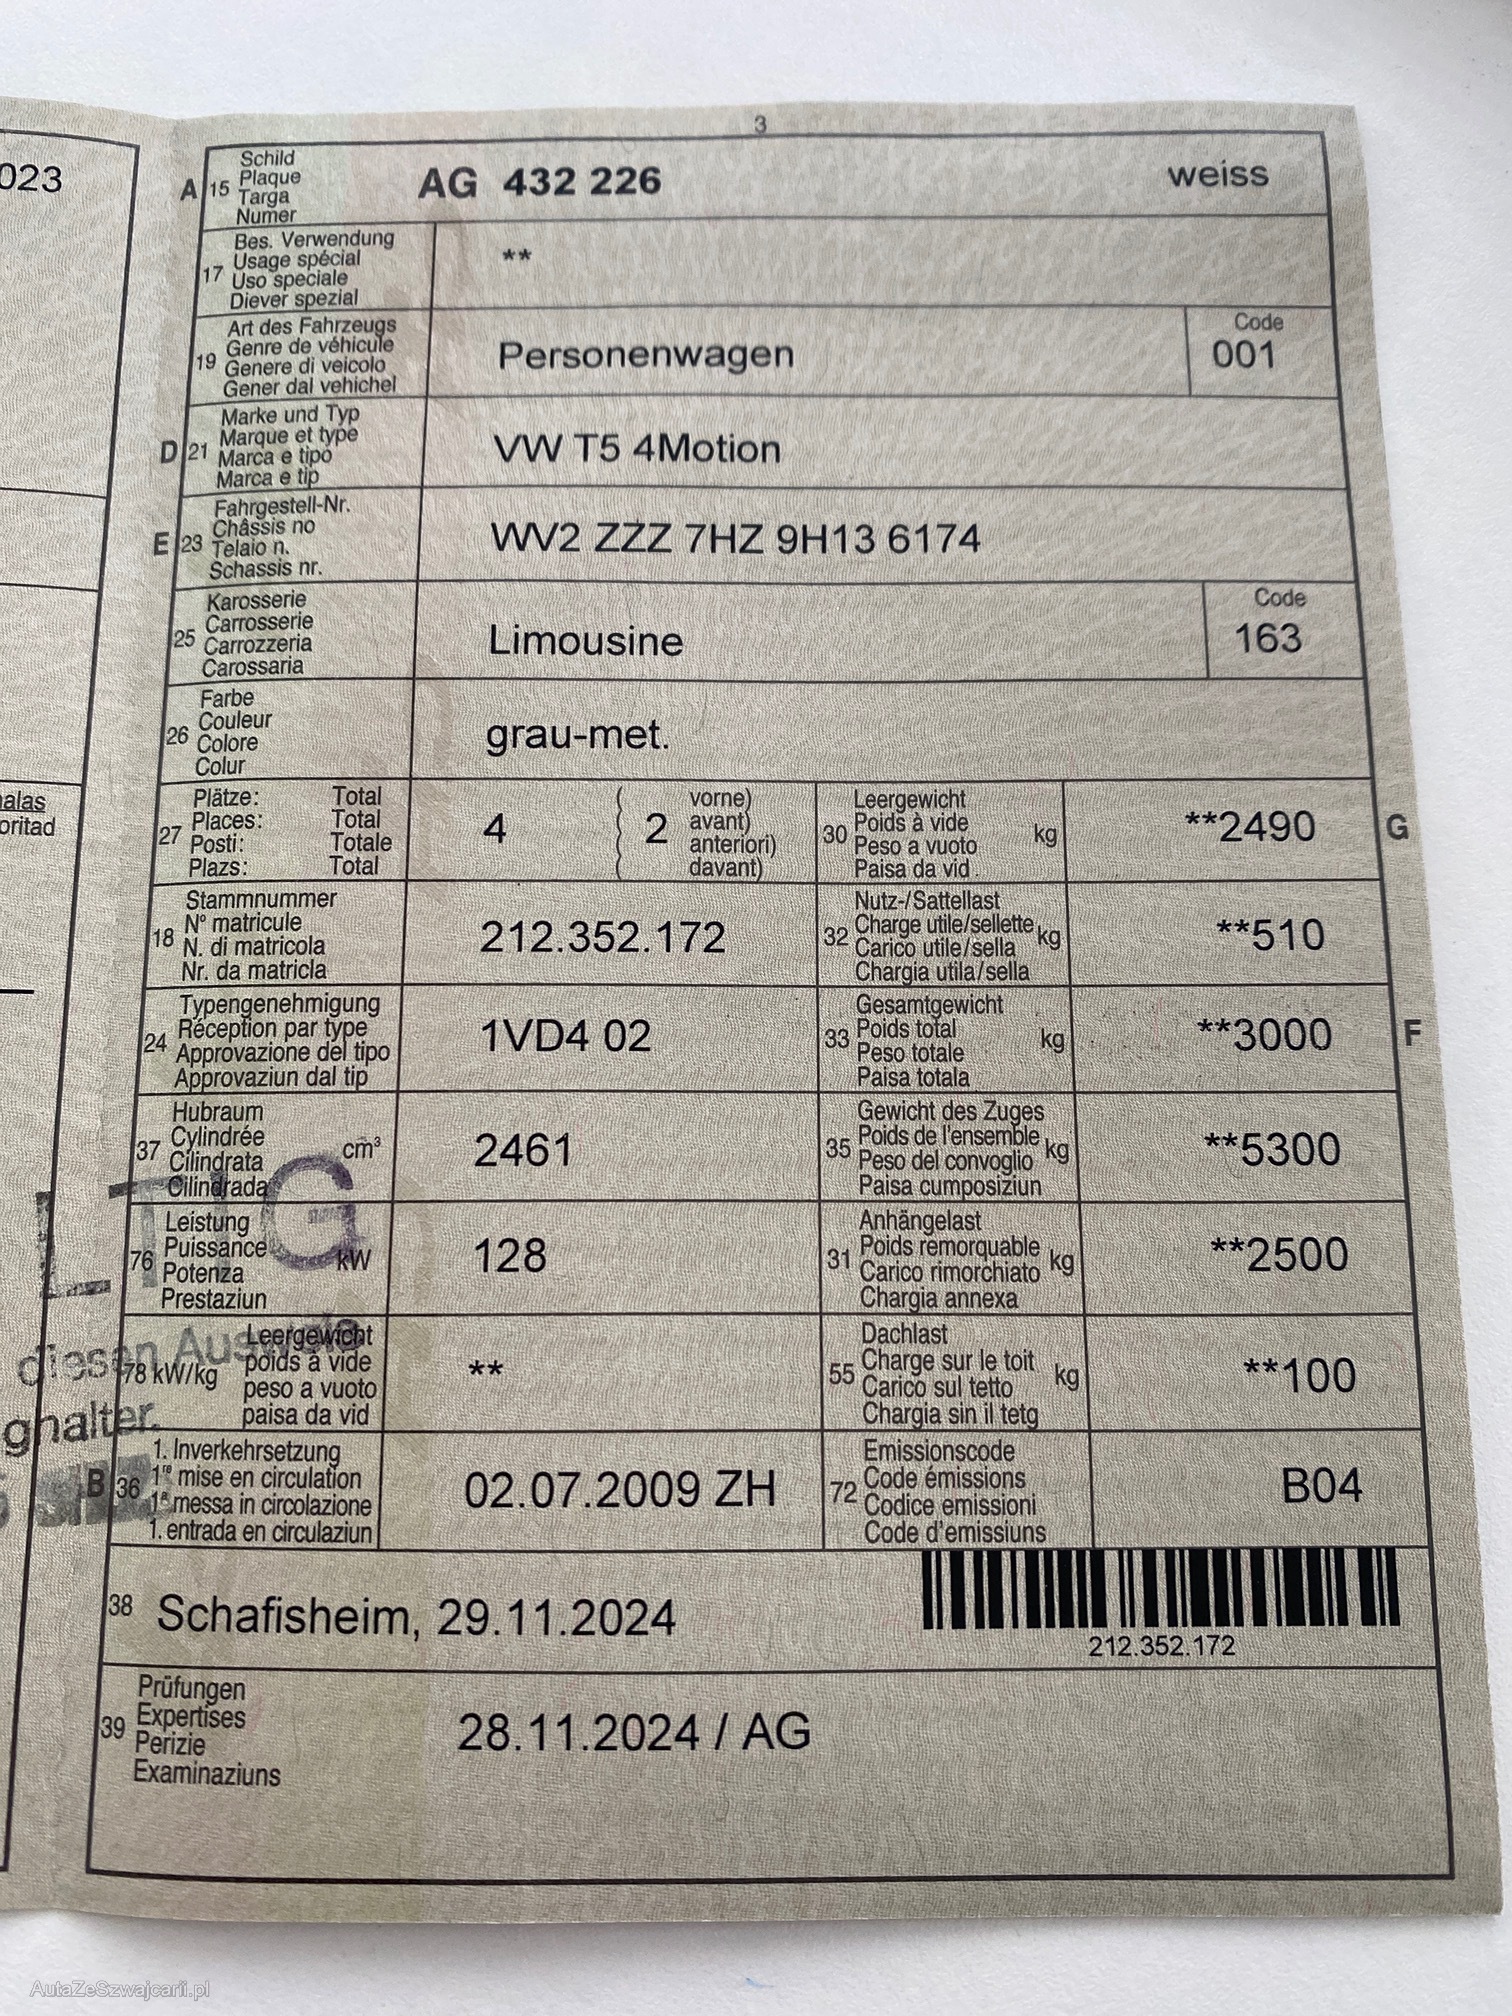 3
023
A 15 Schild
Plaque
Targa
Numer
AG 432 226 weiss
17 Bes. Verwendung
Usage spécial
Uso speciale
Diever spezial
**
19 Art des Fahrzeugs
Genre de véhicule
Genere di veicolo
Gener dal vehichel
Personenwagen
Code
001
D 21 Marke und Typ
Marque et type
Marca e tipo
Marca e tip
VW T5 4Motion
E 23 Fahrgestell-Nr.
Châssis no
Telaio n.
Schassis nr.
WV2 ZZZ 7HZ 9H13 6174
25 Karosserie
Carrosserie
Carrozzeria
Carossaria
Limousine
Code
163
26 Farbe
Couleur
Colore
Colur
grau-met.
alas
oritad
27 Plätze: Total
Places: Total
Posti: Totale
Plazs: Total
4 ( 2 vorne)
( avant)
( anteriori)
( davant)
30 Leergewicht
Poids à vide
Peso a vuoto
Paisa da vid
kg
**2490 G
18 Stammnummer
N° matricule
N. di matricola
Nr. da matricla
212.352.172
32 Nutz-/Sattellast
Charge utile/sellette
Carico utile/sella
Chargia utila/sella
kg
**510
24 Typengenehmigung
Réception par type
Approvazione del tipo
Approvaziun dal tip
1VD4 02
33 Gesamtgewicht
Poids total
Peso totale
Paisa totala
kg
**3000 F
37 Hubraum
Cylindrée
Cilindrata
Cilindrada
cm³
2461
35 Gewicht des Zuges
Poids de l'ensemble
Peso del convoglio
Paisa cumposiziun
kg
**5300
LTIG
76 Leistung
Puissance
Potenza
Prestaziun
kW
128
31 Anhängelast
Poids remorquable
Carico rimorchiato
Chargia annexa
kg
**2500
diesen Ausweis
ghalter.
78 kW/kg Leergewicht
poids à vide
peso a vuoto
paisa da vid
**
55 Dachlast
Charge sur le toit
Carico sul tetto
Chargia sin il tetg
kg
**100
B 36 1. Inverkehrsetzung
1re mise en circulation
1a messa in circolazione
1. entrada en circulaziun
02.07.2009 ZH
72 Emissionscode
Code émissions
Codice emissioni
Code d'emissiuns
B04
38 Schafisheim, 29.11.2024
212.352.172
39 Prüfungen
Expertises
Perizie
Examinaziuns
28.11.2024 / AG
AutaZeSzwajcarii.pl